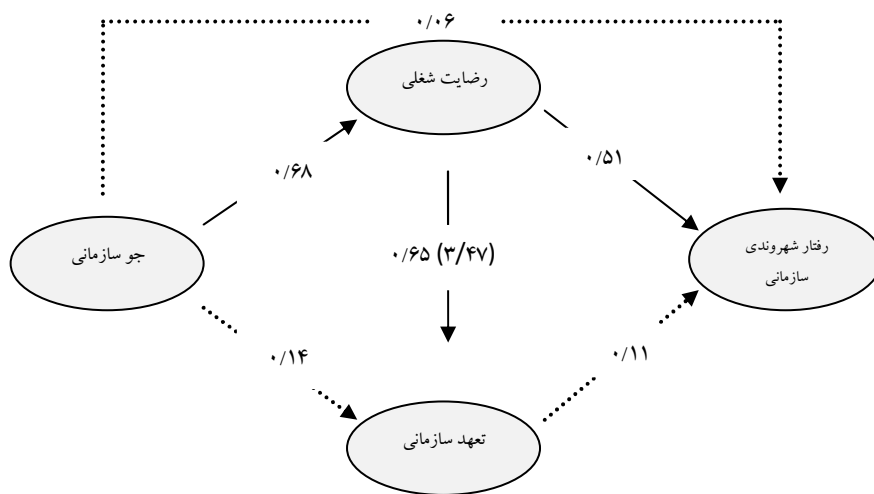 ۰/۰۶
رضایت شغلی
۰/۶۸
۰/۵۱
جو سازمانی
۰/۶۵ (۳/۴۷)
رفتار شهروندی
سازمانی
۰/۱۴
۰/۱۱
تعهد سازمانی